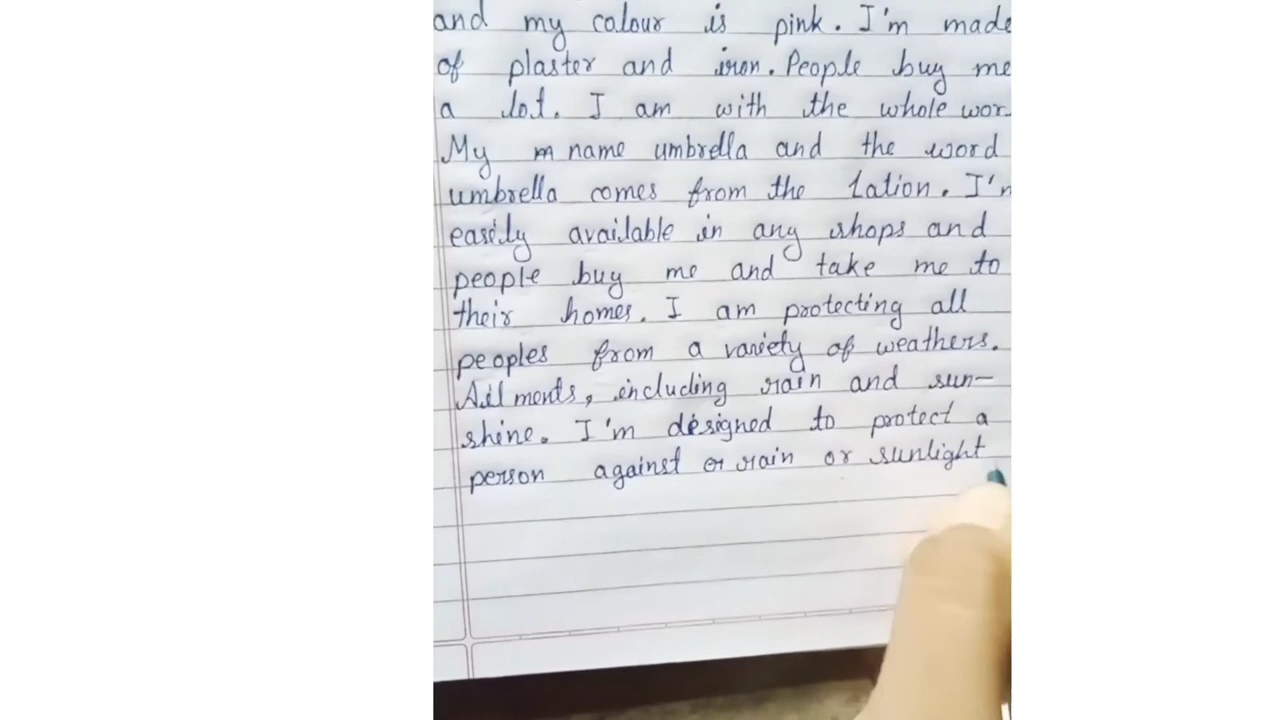 and my colour is pink. I'm made
of plaster and iron. People buy me
a lot. I am with the whole wor
My m name umbrella and the word
umbrella comes from the lation. I'm
easily available in any shops and
people buy me and take me to
their homes. I am protecting all
peoples from a variety of weathers.
Ailments, including rain and sun-
shine. I'm designed to protect a
person against or rain or sunlight